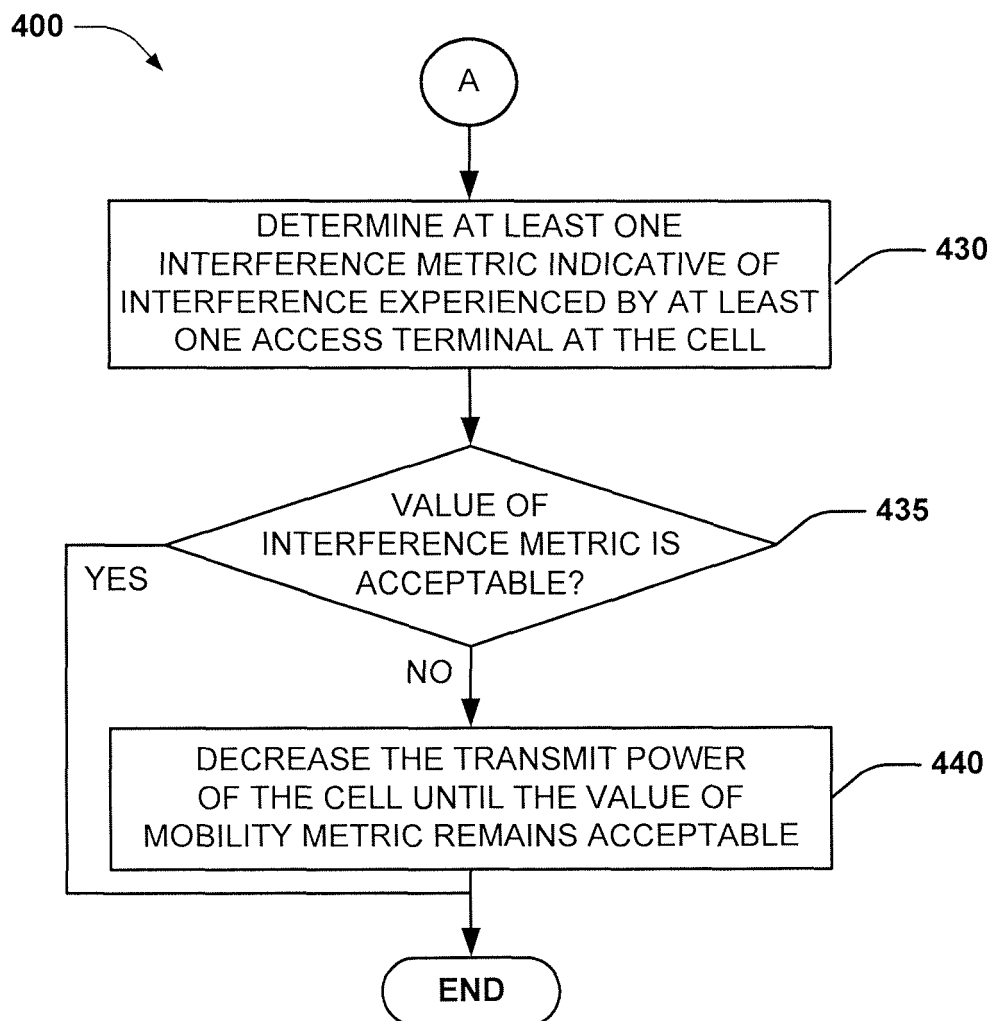 400
A
DETERMINE AT LEAST ONE
INTERFERENCE METRIC INDICATIVE OF
INTERFERENCE EXPERIENCED BY AT LEAST
ONE ACCESS TERMINAL AT THE CELL
430
VALUE OF
INTERFERENCE METRIC IS
ACCEPTABLE?
435
YES
NO
DECREASE THE TRANSMIT POWER
OF THE CELL UNTIL THE VALUE OF
MOBILITY METRIC REMAINS ACCEPTABLE
440
END